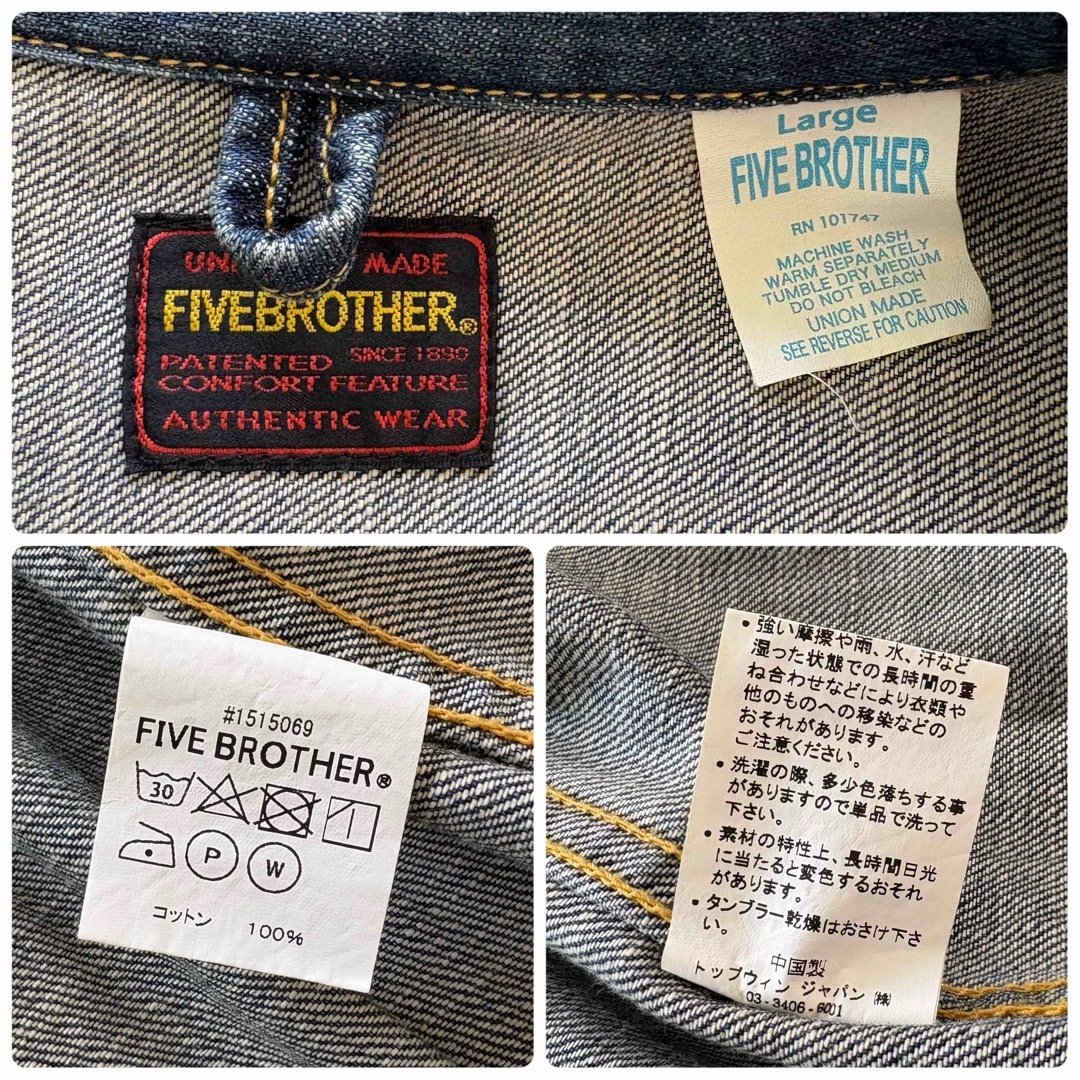 UNI MADE
FIVEBROTHER®
PATENTED SINCE 1890
COMFORT FEATURE
AUTHENTIC WEAR
Large
FIVE BROTHER
RN 101747
MACHINE WASH
WARM SEPARATELY
TUMBLE DRY MEDIUM
DO NOT BLEACH
UNION MADE
SEE REVERSE FOR CAUTION
#1515069
FIVE BROTHER®
30
P W
コットン 100%
・強い摩擦や雨、水、汗など
湿った状態での長時間の重
ね合わせなどにより衣類や
他のものへの移染などの
おそれがあります。
ご注意ください。
・洗濯の際、多少色落ちする事
がありますので単品で洗って
下さい。
・素材の特性上、長時間日光
に当たると変色するおそれ
があります。
・タンブラー乾燥はおさけ下さ
い。
中国製
トップウィン ジャパン ㈱
03-3406-6001